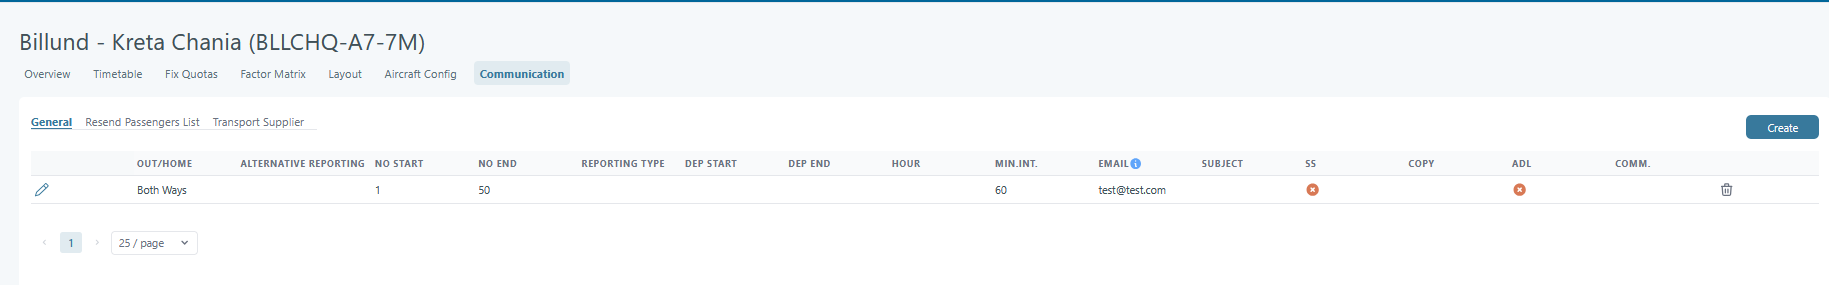 Billund - Kreta Chania (BLLCHQ-A7-7M)
Overview Timetable Fix Quotas Factor Matrix Layout Aircraft Config Communication
General Resend Passengers List Transport Supplier
Create
OUT/HOME ALTERNATIVE REPORTING NO START NO END REPORTING TYPE DEP START DEP END HOUR MIN.INT. EMAIL SUBJECT SS COPY ADL COMM.
Both Ways 1 50 60 test@test.com
1 25 / page